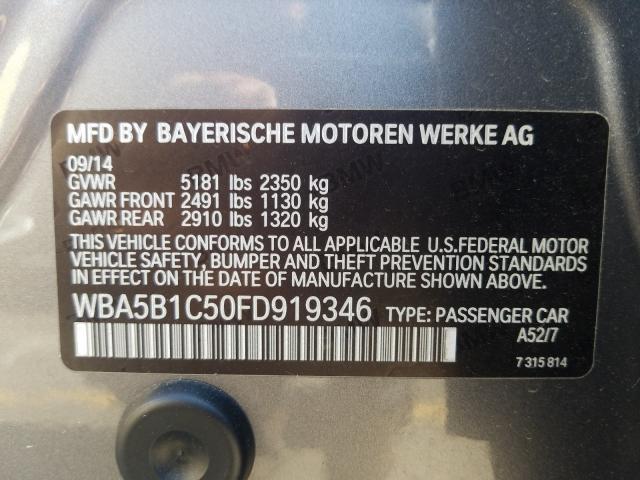 MFD BY BAYERISCHE MOTOREN WERKE AG
09/14
GVWR 5181 lbs 2350 kg
GAWR FRONT 2491 lbs 1130 kg
GAWR REAR 2910 lbs 1320 kg
THIS VEHICLE CONFORMS TO ALL APPLICABLE U.S.FEDERAL MOTOR
VEHICLE SAFETY, BUMPER AND THEFT PREVENTION STANDARDS
IN EFFECT ON THE DATE OF MANUFACTURE SHOWN ABOVE.
WBA5B1C50FD919346 TYPE: PASSENGER CAR
A52/7
7 315 814